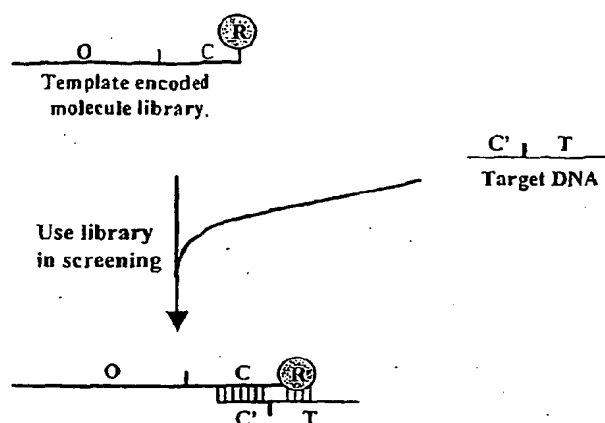 R
O C
Template encoded
molecule library.
C' T
Target DNA
Use library
in screening
O C R
C' T